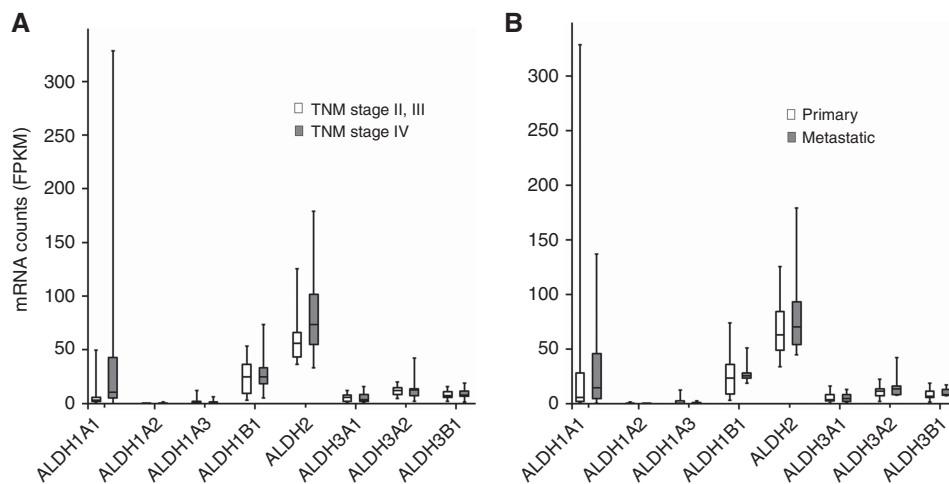 A
mRNA counts (FPKM)
300
250
200
150
100
50
0
TNM stage II, III
TNM stage IV
ALDH1A1
ALDH1A2
ALDH1A3
ALDH1B1
ALDH2
ALDH3A1
ALDH3A2
ALDH3B1
B
300
250
200
150
100
50
0
Primary
Metastatic
ALDH1A1
ALDH1A2
ALDH1A3
ALDH1B1
ALDH2
ALDH3A1
ALDH3A2
ALDH3B1